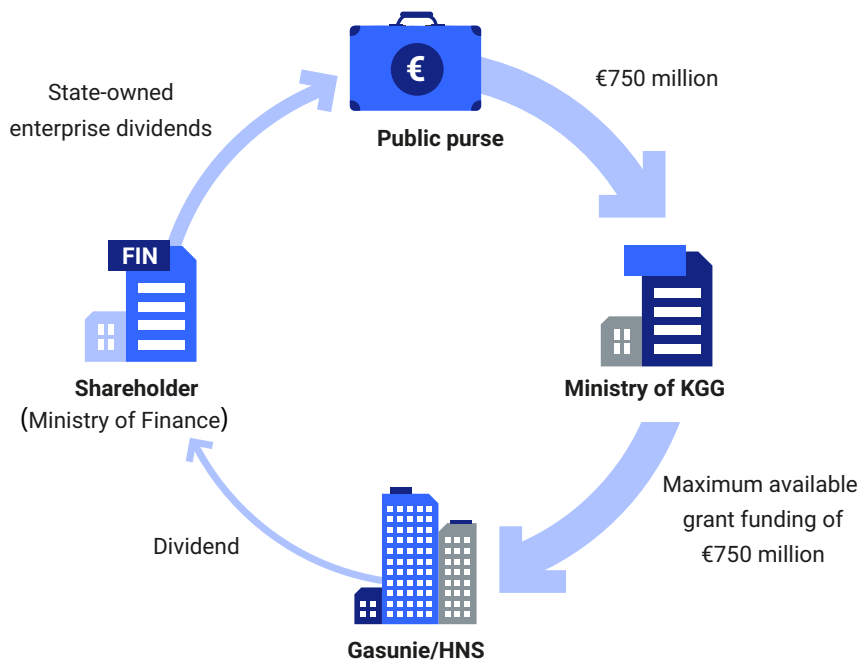 €
Public purse
€750 million
State-owned
enterprise dividends
FIN
Shareholder
(Ministry of Finance)
Ministry of KGG
Maximum available
grant funding of
€750 million
Dividend
Gasunie/HNS